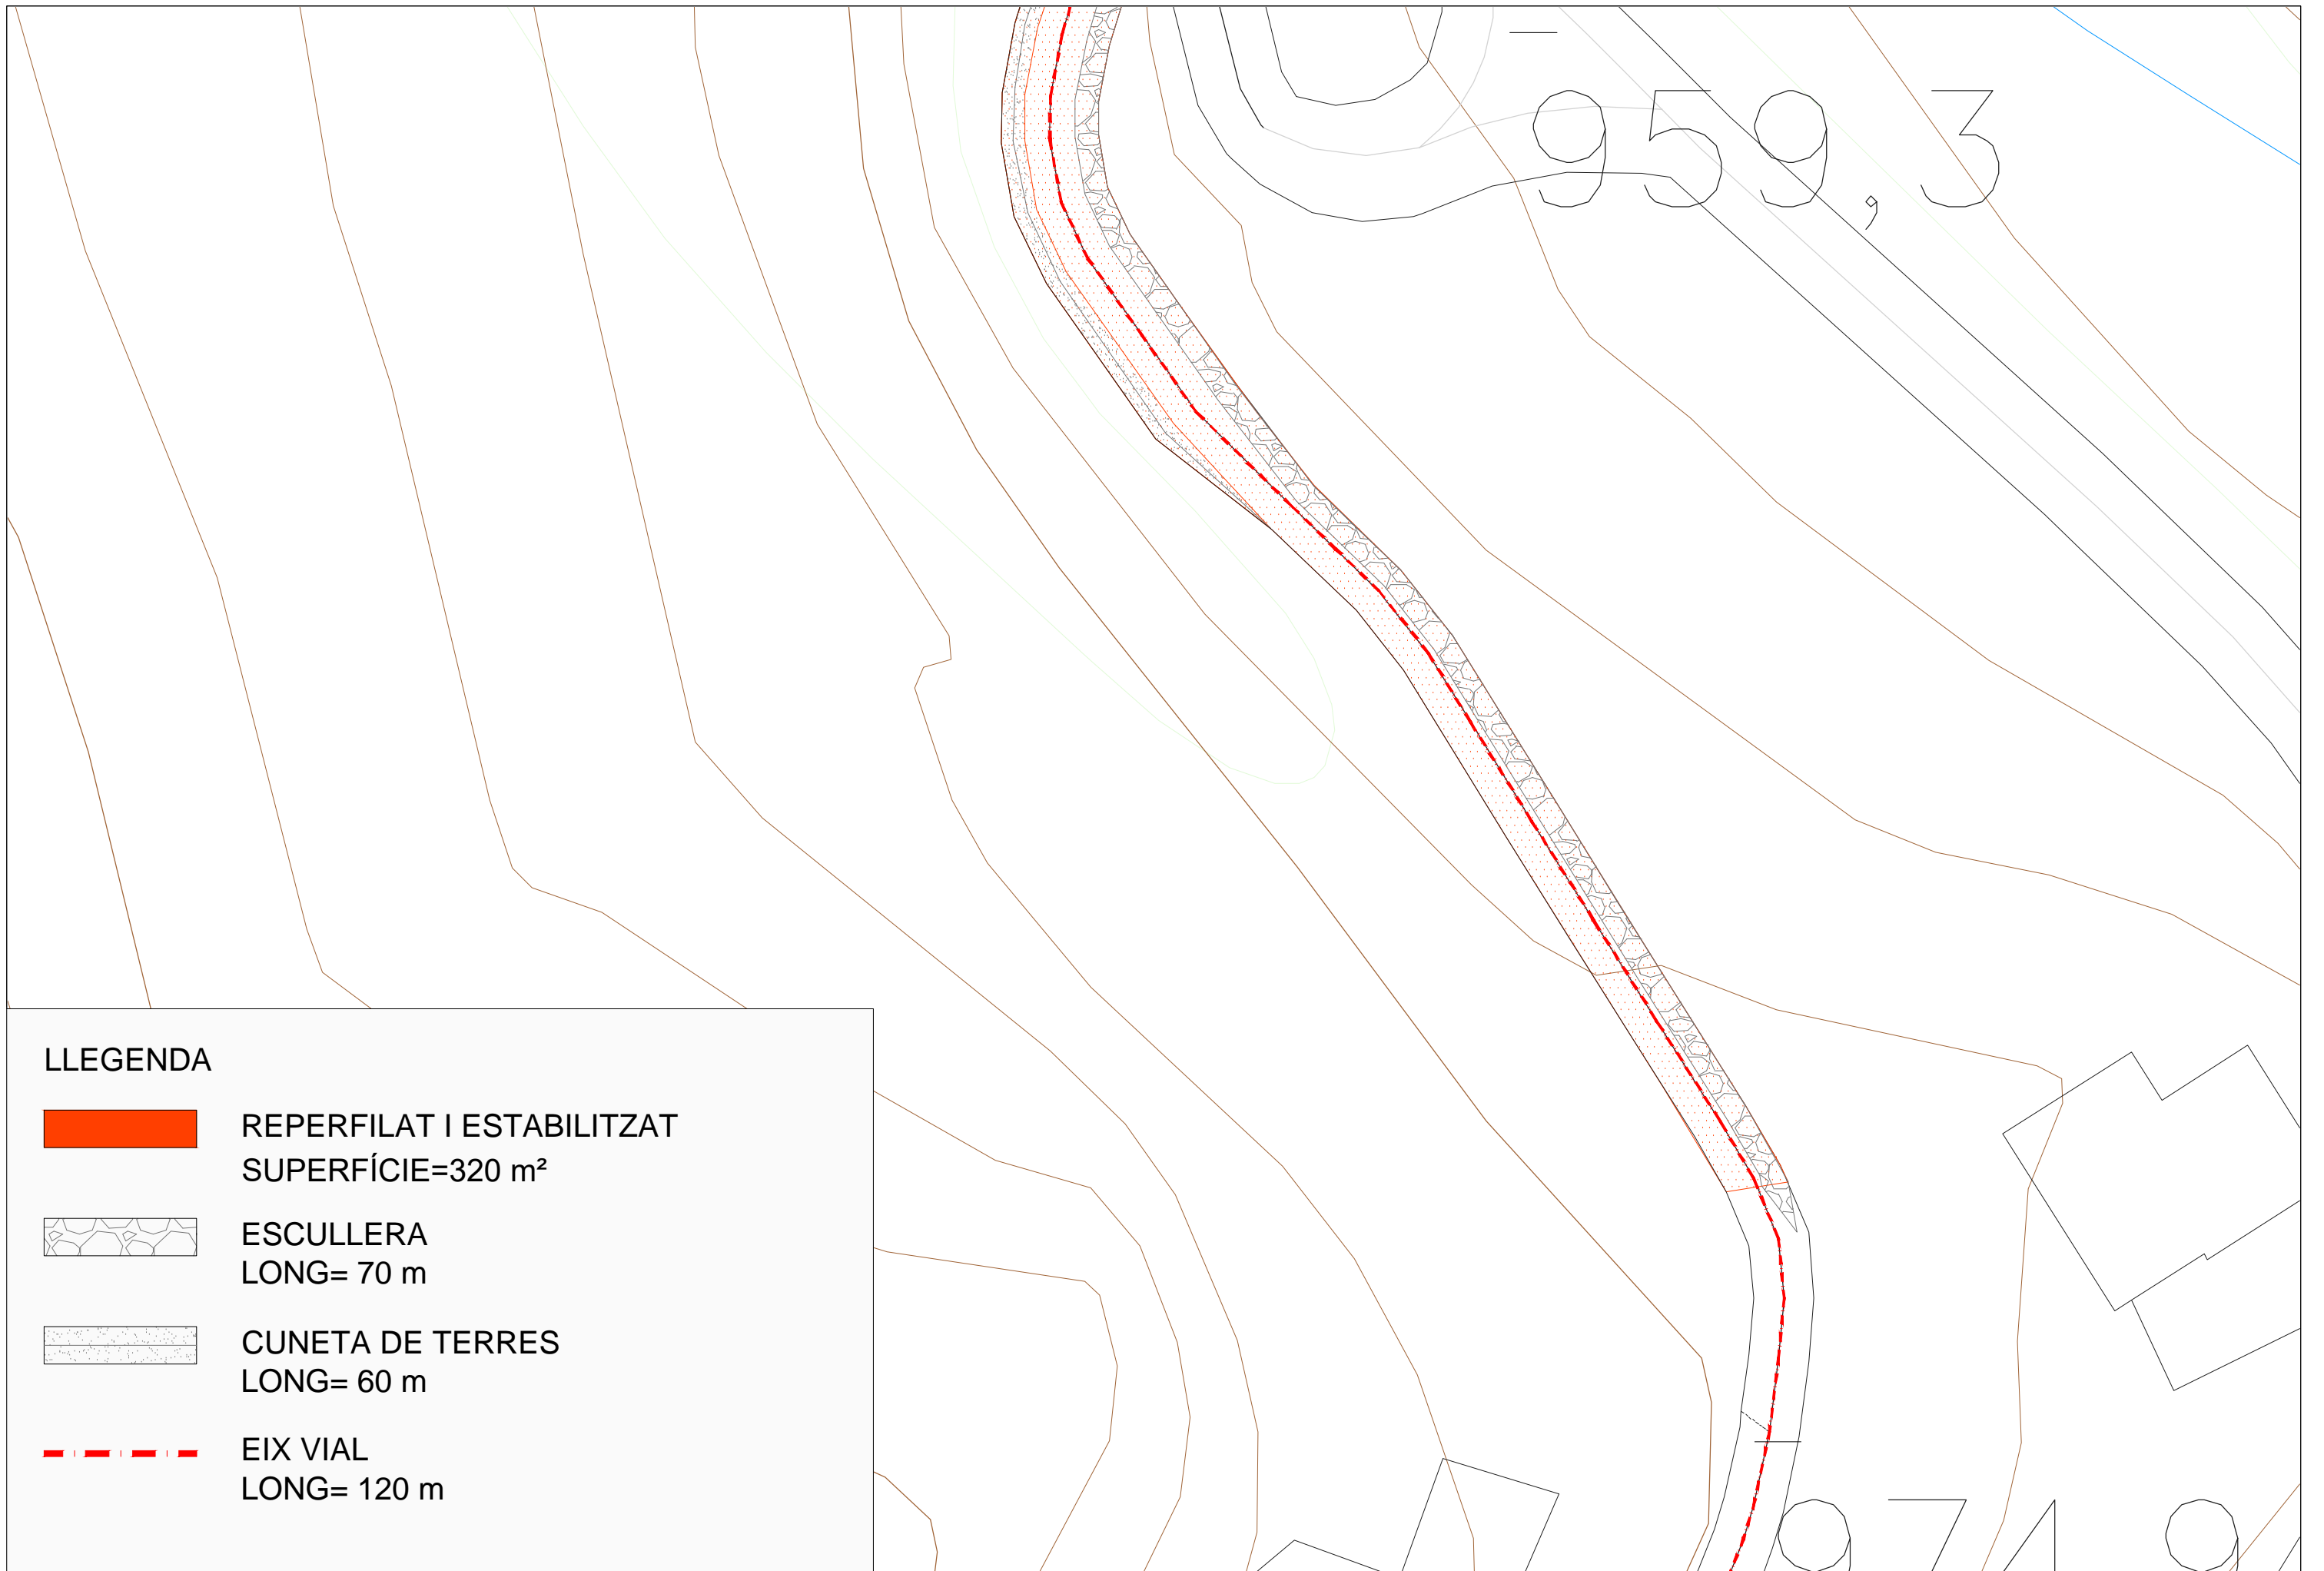 959,3
LLEGENDA
REPERFILAT I ESTABILITZAT
SUPERFÍCIE=320 m²
ESCULLERA
LONG= 70 m
CUNETA DE TERRES
LONG= 60 m
EIX VIAL
LONG= 120 m